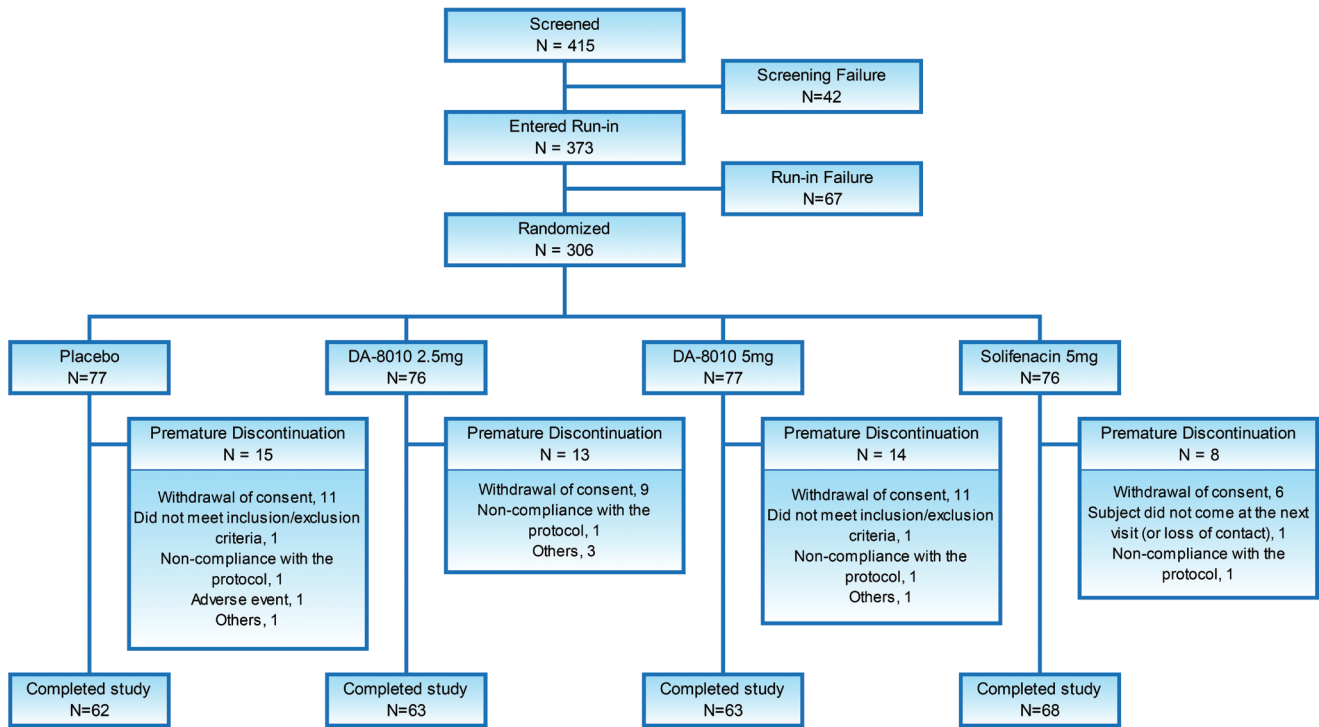 Screened
N = 415
Screening Failure
N=42
Entered Run-in
N = 373
Run-in Failure
N=67
Randomized
N = 306
Placebo
N=77
DA-8010 2.5mg
N=76
DA-8010 5mg
N=77
Solifenacin 5mg
N=76
Premature Discontinuation
N = 15
Withdrawal of consent, 11
Did not meet inclusion/exclusion
criteria, 1
Non-compliance with the
protocol, 1
Adverse event, 1
Others, 1
Premature Discontinuation
N = 13
Withdrawal of consent, 9
Non-compliance with the
protocol, 1
Others, 3
Premature Discontinuation
N = 14
Withdrawal of consent, 11
Did not meet inclusion/exclusion
criteria, 1
Non-compliance with the
protocol, 1
Others, 1
Premature Discontinuation
N = 8
Withdrawal of consent, 6
Subject did not come at the next
visit (or loss of contact), 1
Non-compliance with the
protocol, 1
Completed study
N=62
Completed study
N=63
Completed study
N=63
Completed study
N=68